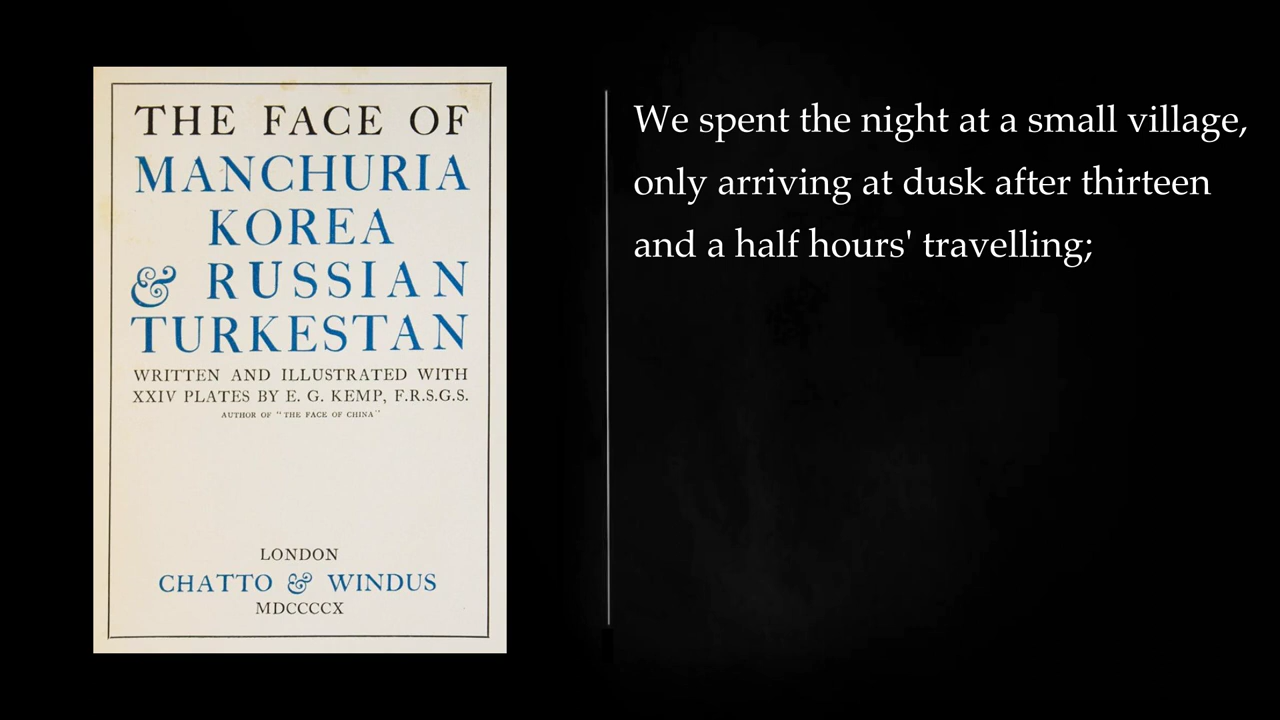 THE FACE OF
MANCHURIA
KOREA
& RUSSIAN
TURKESTAN
WRITTEN AND ILLUSTRATED WITH
XXIV PLATES BY E. G. KEMP, F.R.S.G.S.
AUTHOR OF "THE FACE OF CHINA"
LONDON
CHATTO & WINDUS
MDCCCCX
We spent the night at a small village,
only arriving at dusk after thirteen
and a half hours' travelling;